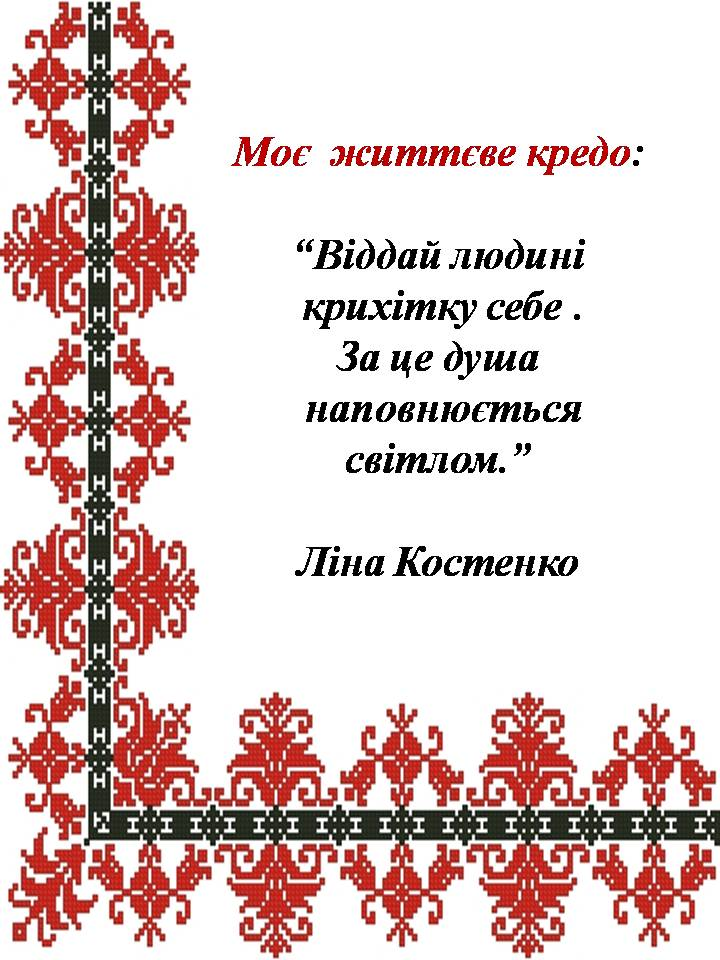 Моє життєве кредо:
“Віддай людині
крихітку себе .
За це душа
наповнюється
світлом.”
Ліна Костенко